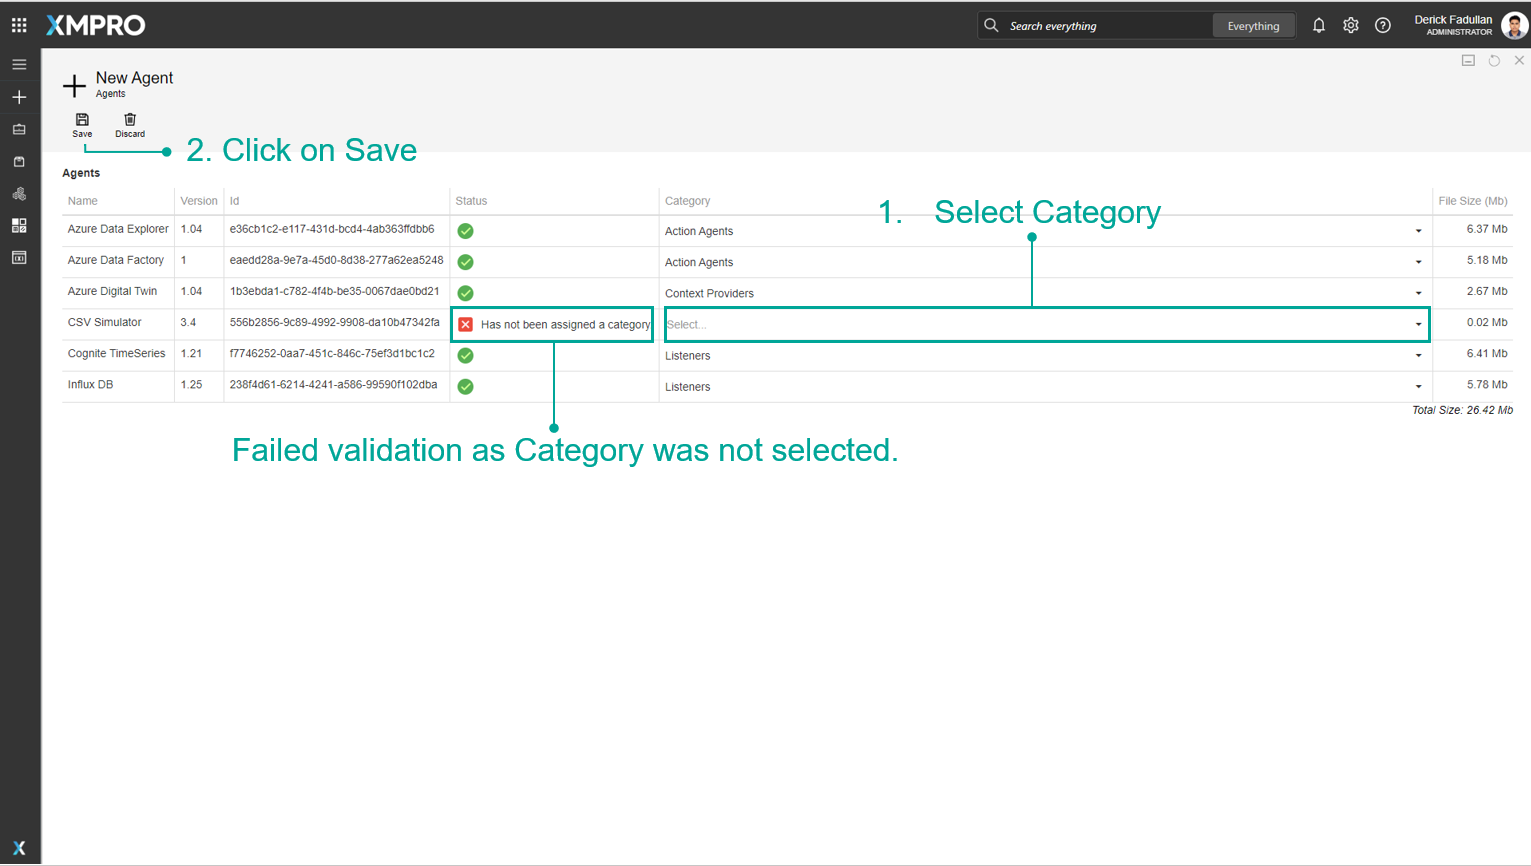 XMPRO
Search everything
Everything
Derick Fadullan
ADMINISTRATOR
New Agent
Agents
Save
Discard
2. Click on Save
Agents
Name Version Id Status Category File Size (Mb)
1. Select Category
Azure Data Explorer 1.04 e36cb1c2-e117-431d-bcd4-4ab363ffdbb6 Action Agents 6.37 Mb
Azure Data Factory 1 eaedd28a-9e7a-45d0-8d38-277a62ea5248 Action Agents 5.18 Mb
Azure Digital Twin 1.04 1b3ebda1-c782-4f4b-be35-0067dae0bd21 Context Providers 2.67 Mb
CSV Simulator 3.4 556b2856-9c89-4992-9908-da10b47342fa Has not been assigned a category Select... 0.02 Mb
Cognite TimeSeries 1.21 f7746252-0aa7-451c-846c-75ef3d1bc1c2 Listeners 6.41 Mb
Influx DB 1.25 238f4d61-6214-4241-a586-99590f102dba Listeners 5.78 Mb
Total Size: 26.42 Mb
Failed validation as Category was not selected.